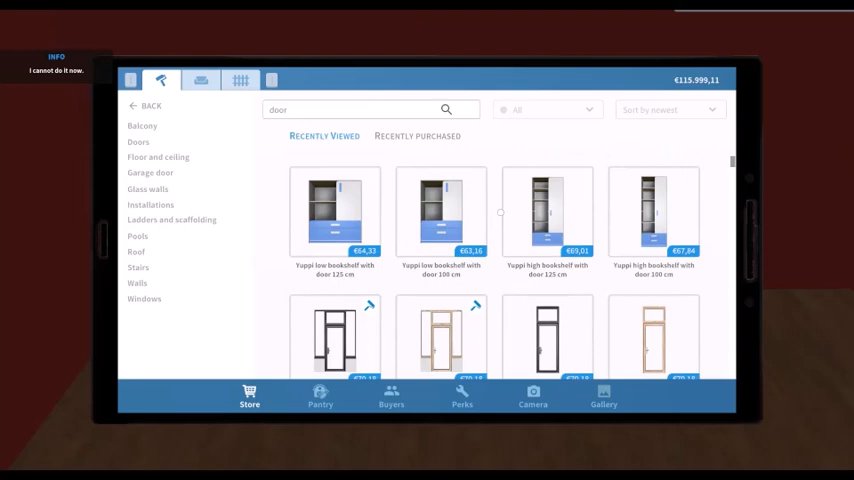 INFO
I cannot do it now.
€115.999,11
BACK
door
All
Sort by newest
RECENTLY VIEWED
RECENTLY PURCHASED
Balcony
Doors
Floor and ceiling
Garage door
Glass walls
Installations
Ladders and scaffolding
Pools
Roof
Stairs
Walls
Windows
€64,33
€63,16
€69,01
€67,84
Yuppi low bookshelf with
door 125 cm
Yuppi low bookshelf with
door 100 cm
Yuppi high bookshelf with
door 125 cm
Yuppi high bookshelf with
door 100 cm
Store
Pantry
Buyers
Perks
Camera
Gallery